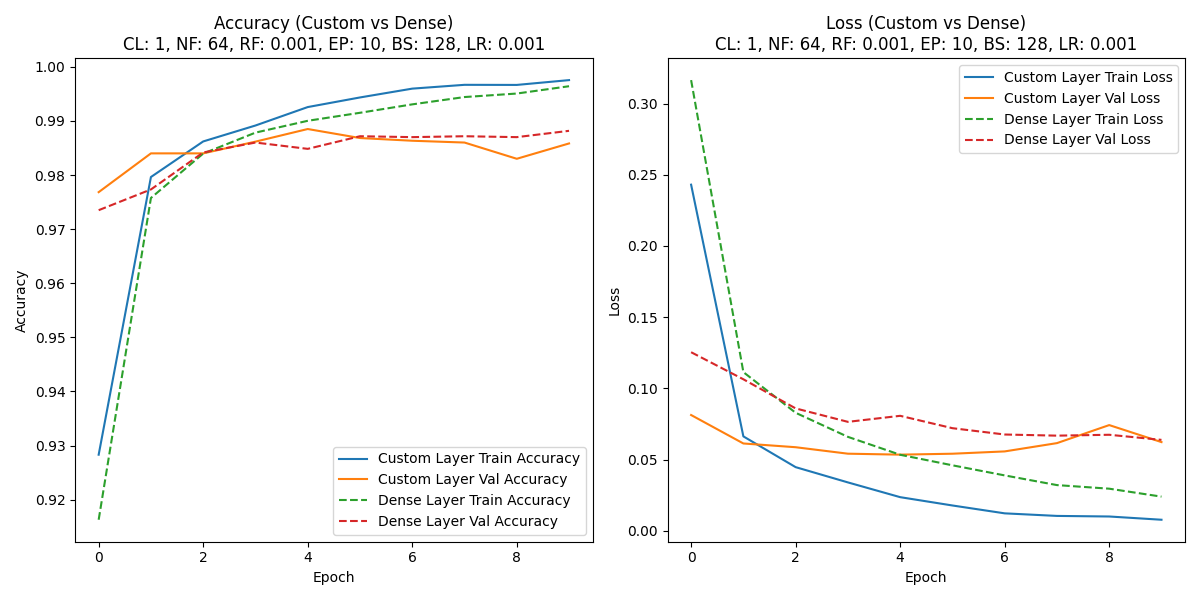 Accuracy (Custom vs Dense)
CL: 1, NF: 64, RF: 0.001, EP: 10, BS: 128, LR: 0.001
1.00
0.99
0.98
0.97
0.96
0.95
0.94
0.93
0.92
Accuracy
Custom Layer Train Accuracy
Custom Layer Val Accuracy
Dense Layer Train Accuracy
Dense Layer Val Accuracy
0 2 4 6 8
Epoch
Loss (Custom vs Dense)
CL: 1, NF: 64, RF: 0.001, EP: 10, BS: 128, LR: 0.001
Custom Layer Train Loss
Custom Layer Val Loss
Dense Layer Train Loss
Dense Layer Val Loss
0.30
0.25
0.20
0.15
0.10
0.05
0.00
Loss
0 2 4 6 8
Epoch